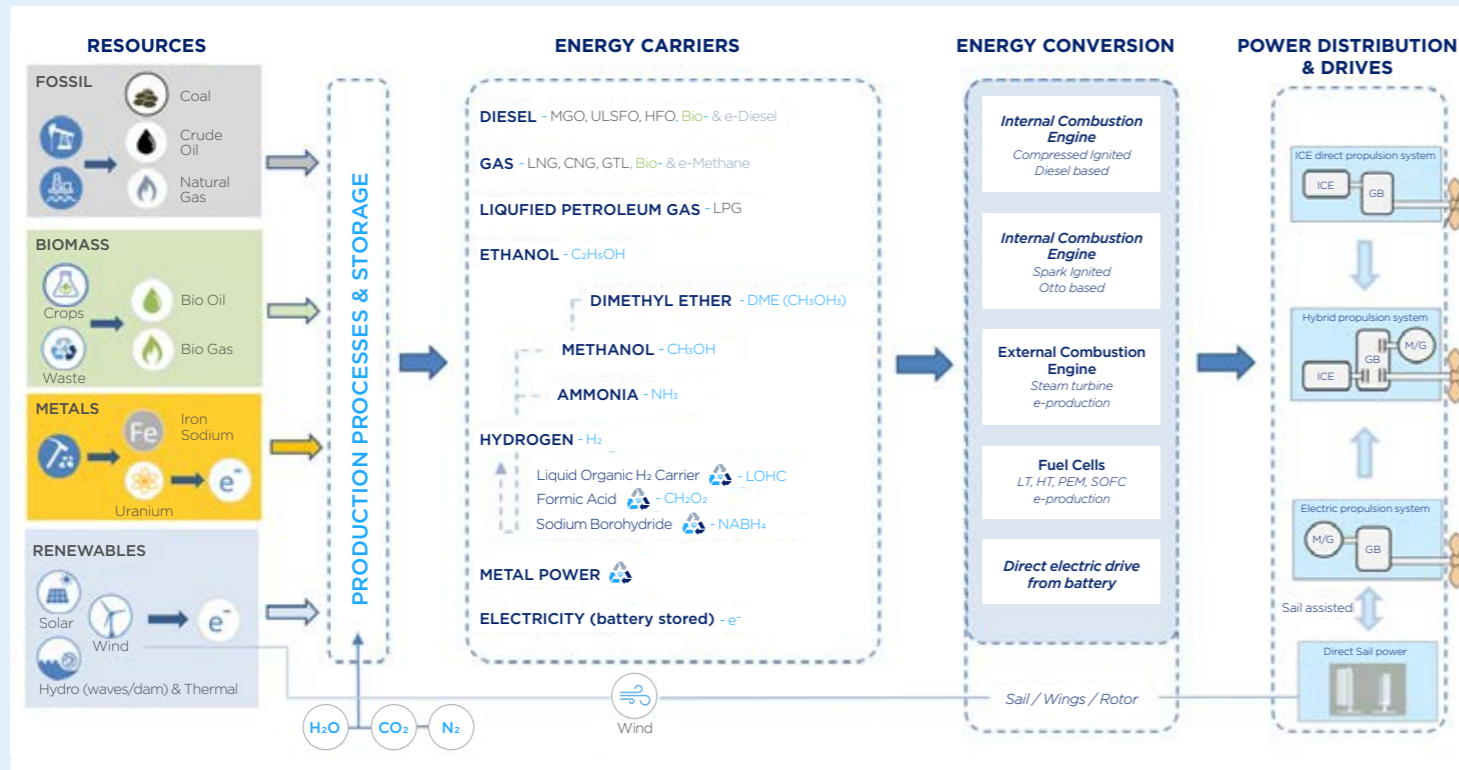 RESOURCES
FOSSIL
Coal
Crude
Oil
Natural
Gas
BIOMASS
Crops
Waste
Bio Oil
Bio Gas
METALS
Fe
Iron
Sodium
e⁻
Uranium
RENEWABLES
Solar
Wind
e⁻
Hydro (waves/dam) & Thermal
PRODUCTION PROCESSES & STORAGE
H₂O
CO₂
N₂
ENERGY CARRIERS
DIESEL - MGO, ULSFO, HFO, Bio- & e-Diesel
GAS - LNG, CNG, GTL, Bio- & e-Methane
LIQUFIED PETROLEUM GAS - LPG
ETHANOL - C₂H₅OH
DIMETHYL ETHER - DME (CH₃OH₃)
METHANOL - CH₃OH
AMMONIA - NH₃
HYDROGEN - H₂
Liquid Organic H₂ Carrier - LOHC
Formic Acid - CH₂O₂
Sodium Borohydride - NABH₄
METAL POWER
ELECTRICITY (battery stored) - e⁻
Wind
ENERGY CONVERSION
Internal Combustion
Engine
Compressed Ignited
Diesel based
Internal Combustion
Engine
Spark Ignited
Otto based
External Combustion
Engine
Steam turbine
e-production
Fuel Cells
LT, HT, PEM, SOFC
e-production
Direct electric drive
from battery
Sail / Wings / Rotor
POWER DISTRIBUTION
& DRIVES
ICE direct propulsion system
ICE
GB
Hybrid propulsion system
M/G
GB
ICE
Electric propulsion system
M/G
GB
Sail assisted
Direct Sail power